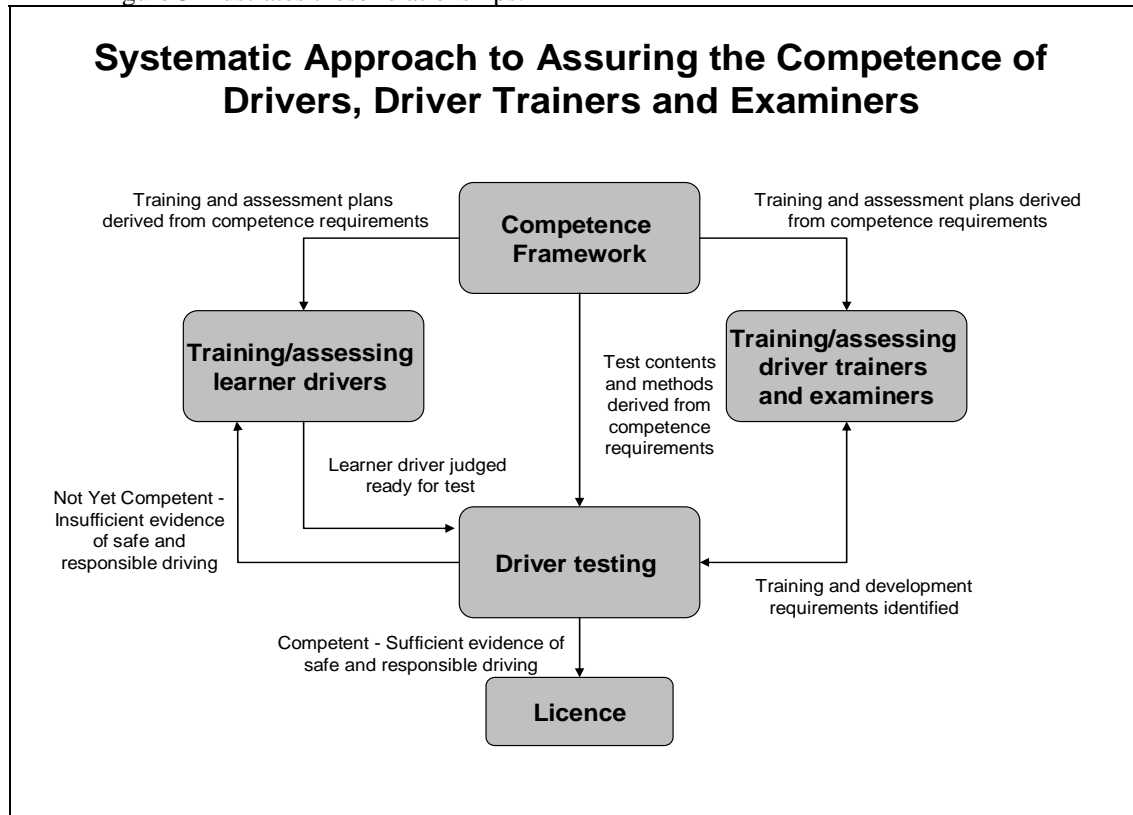 Systematic Approach to Assuring the Competence of
Drivers, Driver Trainers and Examiners
Training and assessment plans
derived from competence requirements
Competence
Framework
Training and assessment plans derived
from competence requirements
Training/assessing
learner drivers
Test contents
and methods
derived from
competence
requirements
Training/assessing
driver trainers
and examiners
Learner driver judged
ready for test
Not Yet Competent -
Insufficient evidence
of safe and
responsible driving
Driver testing
Training and development
requirements identified
Competent - Sufficient evidence of
safe and responsible driving
Licence